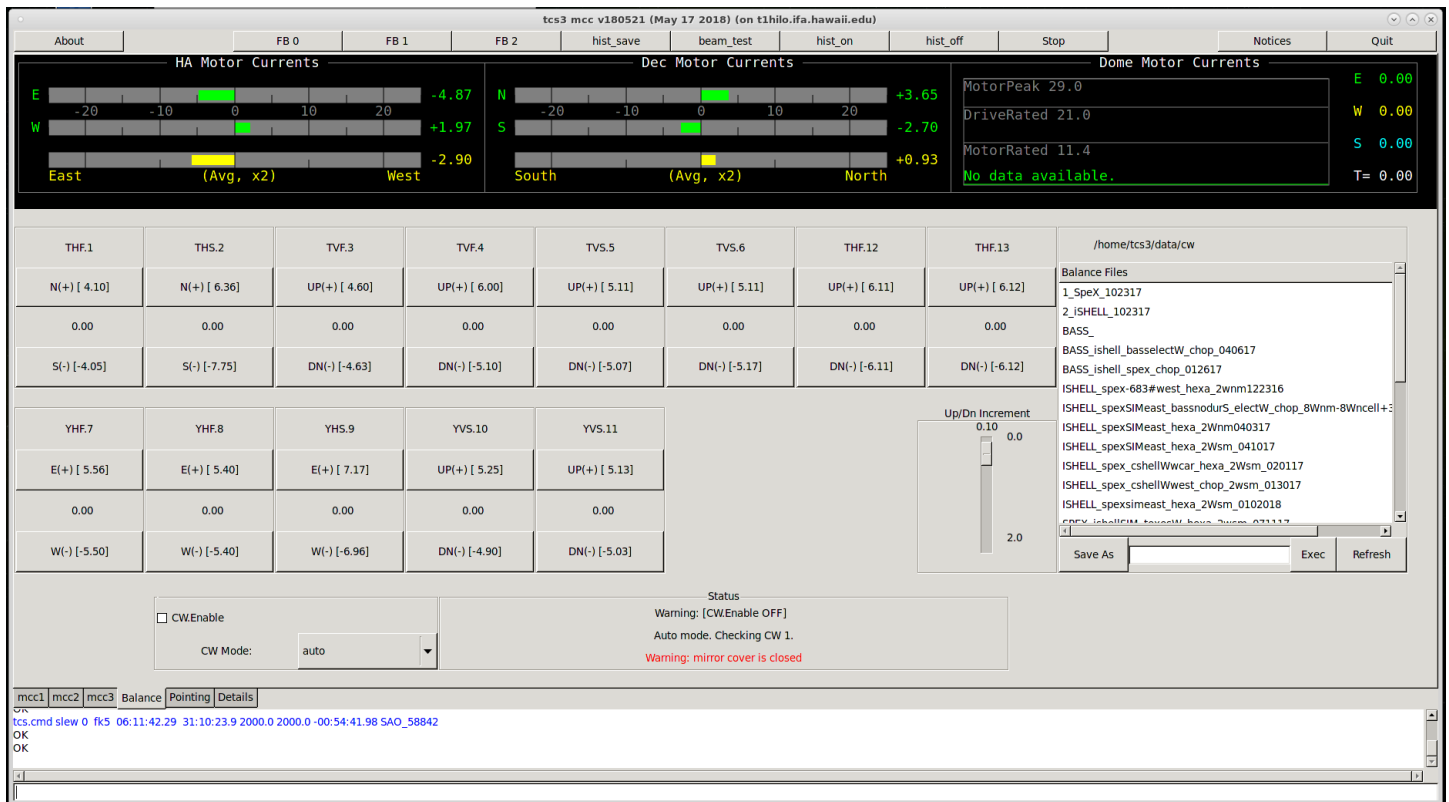 tcs3 mcc v180521 (May 17 2018) (on t1hilo.ifa.hawaii.edu)
About FB 0 FB 1 FB 2 hist_save beam_test hist_on hist_off Stop Notices Quit
HA Motor Currents
E -4.87
-20 -10 0 10 20
W +1.97
-2.90
East (Avg, x2) West
Dec Motor Currents
N +3.65
-20 -10 0 10 20
S -2.70
+0.93
South (Avg, x2) North
Dome Motor Currents
MotorPeak 29.0
DriveRated 21.0
MotorRated 11.4
No data available.
E 0.00
W 0.00
S 0.00
T= 0.00
THF.1 THS.2 TVF.3 TVF.4 TVS.5 TVS.6 THF.12 THF.13
N(+) [ 4.10] N(+) [ 6.36] UP(+) [ 4.60] UP(+) [ 6.00] UP(+) [ 5.11] UP(+) [ 5.11] UP(+) [ 6.11] UP(+) [ 6.12]
0.00 0.00 0.00 0.00 0.00 0.00 0.00 0.00
S(-) [-4.05] S(-) [-7.75] DN(-) [-4.63] DN(-) [-5.10] DN(-) [-5.07] DN(-) [-5.17] DN(-) [-6.11] DN(-) [-6.12]
YHF.7 YHF.8 YHS.9 YVS.10 YVS.11
E(+) [ 5.56] E(+) [ 5.40] E(+) [ 7.17] UP(+) [ 5.25] UP(+) [ 5.13]
0.00 0.00 0.00 0.00 0.00
W(-) [-5.50] W(-) [-5.40] W(-) [-6.96] DN(-) [-4.90] DN(-) [-5.03]
Up/Dn Increment
0.10
0.0
2.0
/home/tcs3/data/cw
Balance Files
1_SpeX_102317
2_iSHELL_102317
BASS_
BASS_ishell_basselectW_chop_040617
BASS_ishell_spex_chop_012617
ISHELL_spex-683#west_hexa_2wnm122316
ISHELL_spexSIMeast_bassnodurS_electW_chop_8Wnm-8Wncell+3
ISHELL_spexSIMeast_hexa_2Wnm040317
ISHELL_spexSIMeast_hexa_2Wsm_041017
ISHELL_spex_cshellWwcar_hexa_2Wsm_020117
ISHELL_spex_cshellWwest_chop_2wsm_013017
ISHELL_spexsimeast_hexa_2Wsm_0102018
SPEX_ishellSIM_texesW_hexa_2wsm_071117
Save As Exec Refresh
CW.Enable
CW Mode: auto
Status
Warning: [CW.Enable OFF]
Auto mode. Checking CW 1.
Warning: mirror cover is closed
mcc1 mcc2 mcc3 Balance Pointing Details
OK
tcs.cmd slew 0 fk5 06:11:42.29 31:10:23.9 2000.0 2000.0 -00:54:41.98 SAO_58842
OK
OK